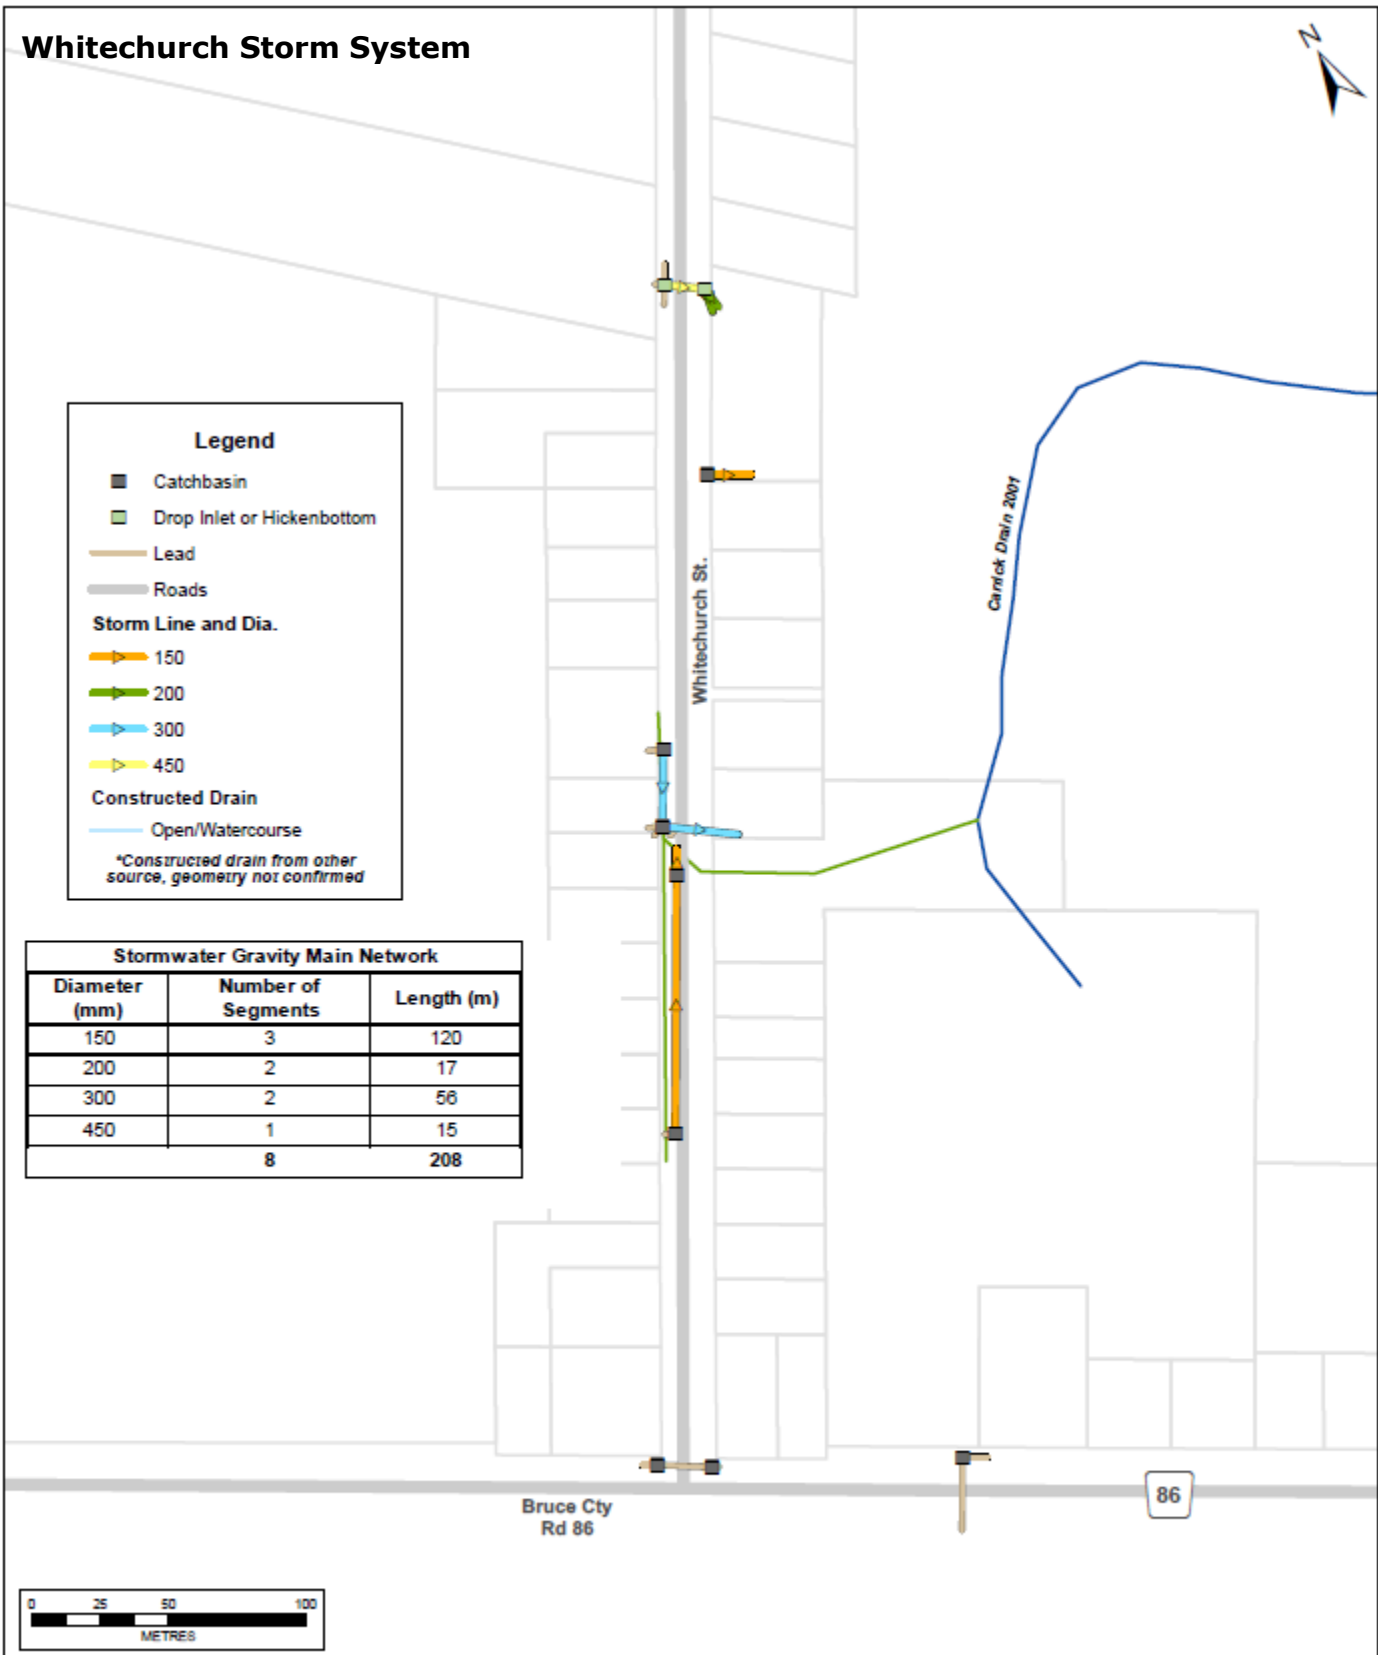 Whitechurch Storm System
N
Legend
Catchbasin
Drop Inlet or Hickenbottom
Lead
Roads
Storm Line and Dia.
150
200
300
450
Constructed Drain
Open/Watercourse
*Constructed drain from other
source, geometry not confirmed
Whitechurch St.
Carrick Drain 2001
Stormwater Gravity Main Network
Diameter (mm) Number of Segments Length (m)
150 3 120
200 2 17
300 2 56
450 1 15
8 208
Bruce Cty
Rd 86
86
0 25 50 100
METRES